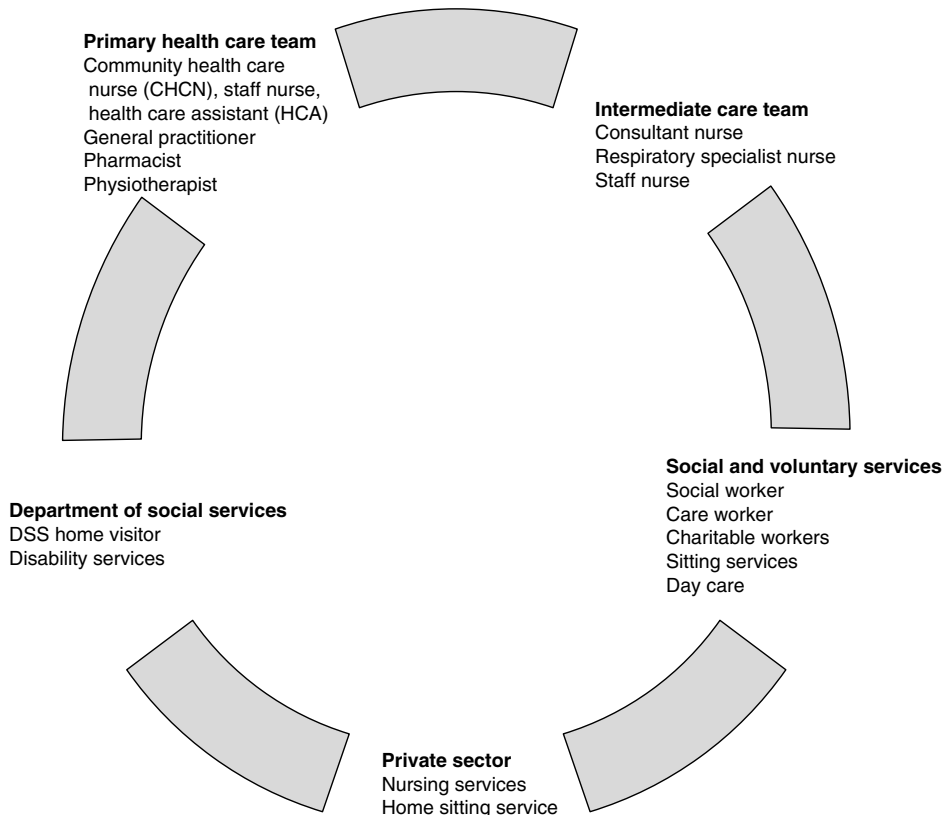 Primary health care team
Community health care
nurse (CHCN), staff nurse,
health care assistant (HCA)
General practitioner
Pharmacist
Physiotherapist
Intermediate care team
Consultant nurse
Respiratory specialist nurse
Staff nurse
Social and voluntary services
Social worker
Care worker
Charitable workers
Sitting services
Day care
Department of social services
DSS home visitor
Disability services
Private sector
Nursing services
Home sitting service